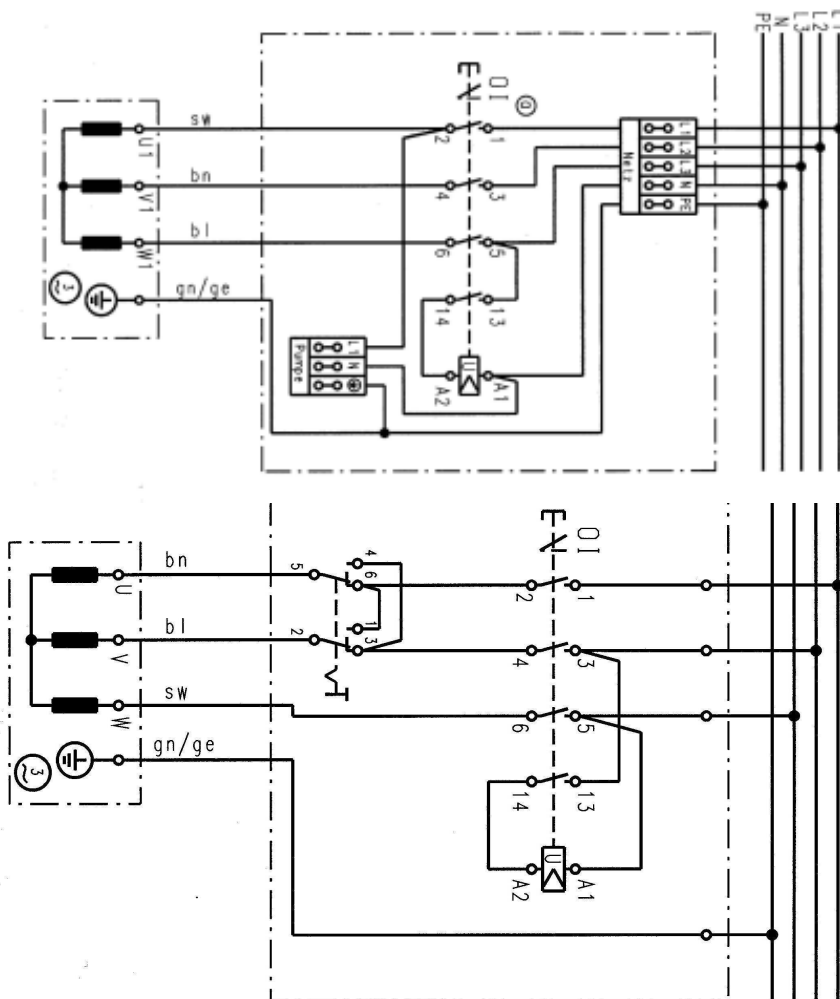 PE N L3 L2 L1
O I ⓐ
sw U1 2 1 L1
bn V1 4 3 L2
bl W1 6 5 L3
N
PE
Netz
3 ~ gn/ge 14 13
L1
N
Pumpe
A2 U A1
O I
bn U 5 4 6 2 1
bl V 2 1 3 4 3
sw W 6 5
3 ~ gn/ge 14 13
A2 U A1